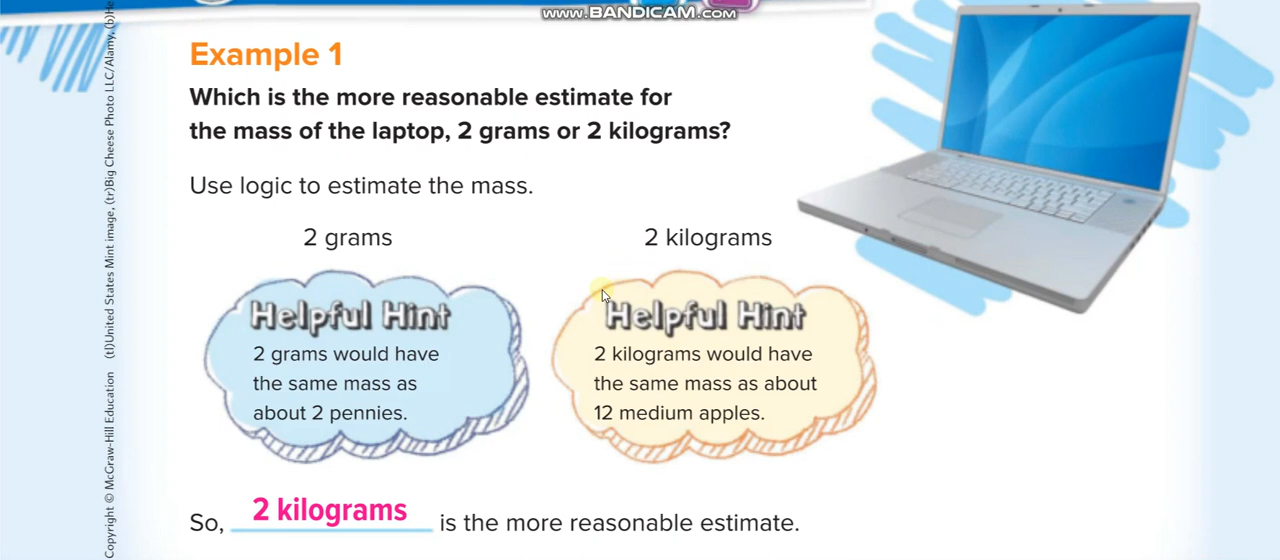 www.BANDICAM.com
Example 1
Which is the more reasonable estimate for
the mass of the laptop, 2 grams or 2 kilograms?
Use logic to estimate the mass.
2 grams
2 kilograms
Helpful Hint
2 grams would have
the same mass as
about 2 pennies.
Helpful Hint
2 kilograms would have
the same mass as about
12 medium apples.
So, 2 kilograms is the more reasonable estimate.
Copyright © McGraw-Hill Education (tl)United States Mint image, (tr)Big Cheese Photo LLC/Alamy, (b)He